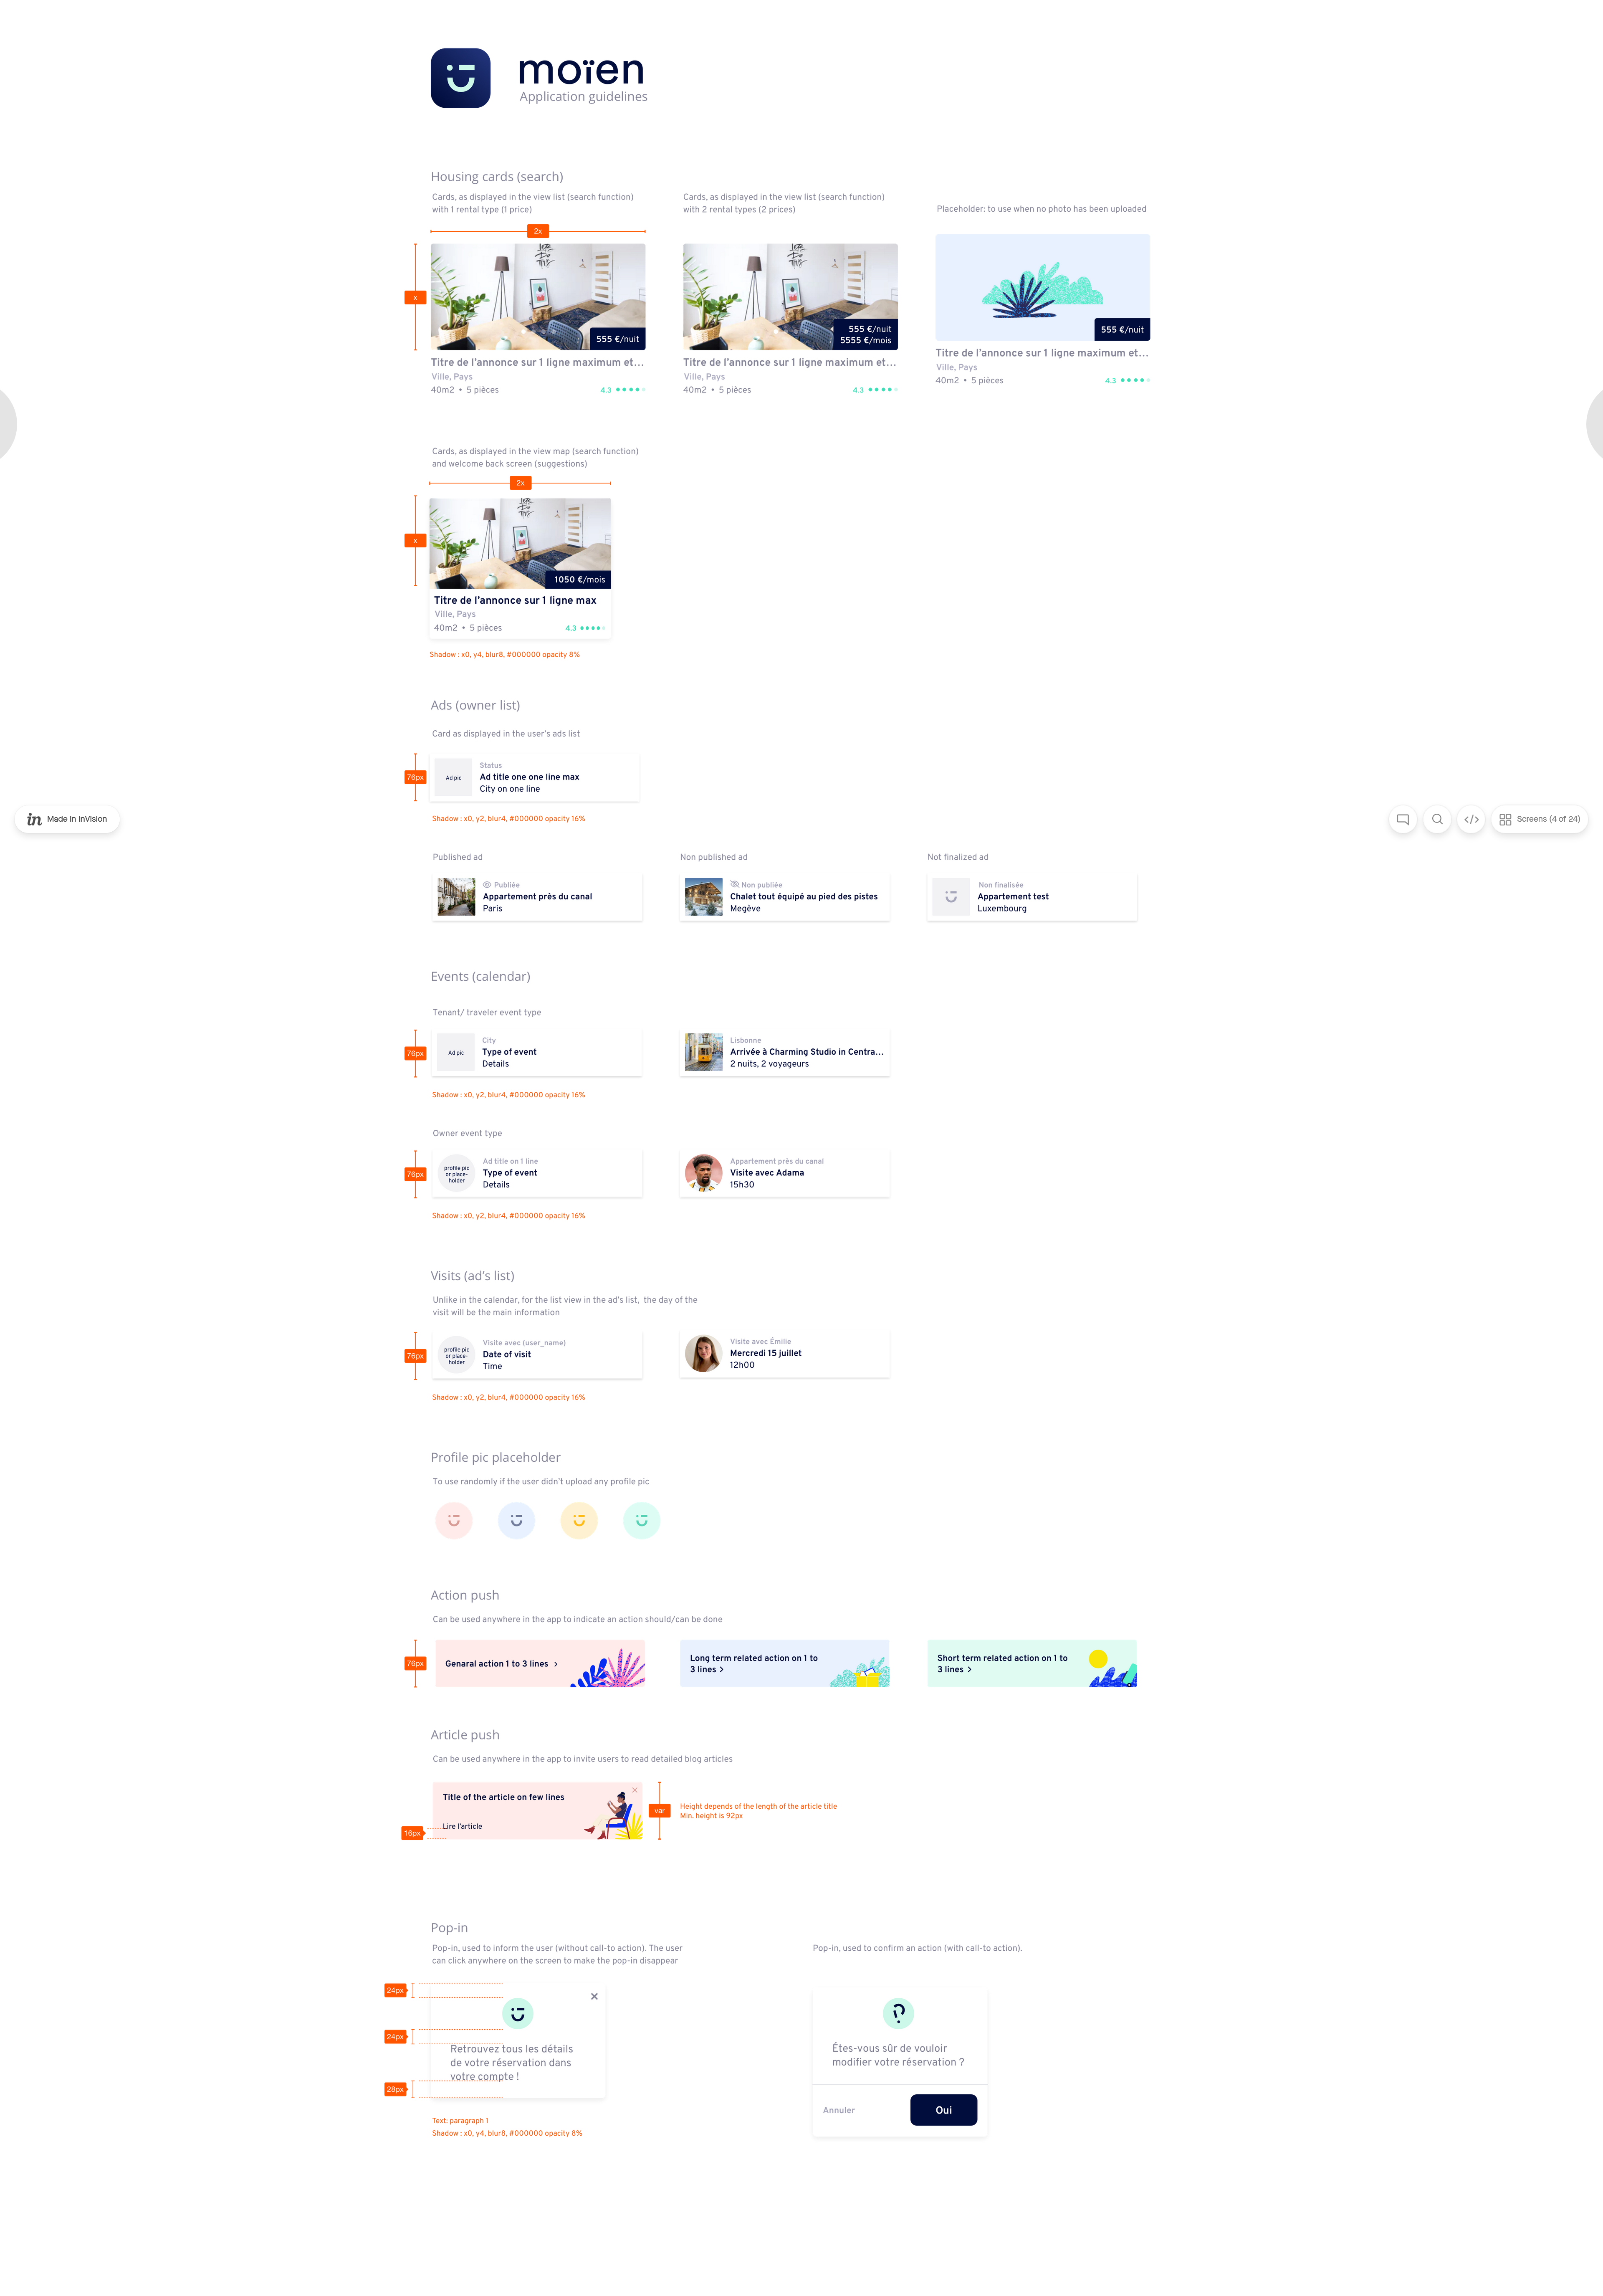 moïen
Application guidelines
Housing cards (search)
Cards, as displayed in the view list (search function)
with 1 rental type (1 price)
Cards, as displayed in the view list (search function)
with 2 rental types (2 prices)
Placeholder: to use when no photo has been uploaded
2x
x
555 €/nuit
Titre de l'annonce sur 1 ligne maximum et...
Ville, Pays
40m2 • 5 pièces
4.3
555 €/nuit
5555 €/mois
Titre de l'annonce sur 1 ligne maximum et...
Ville, Pays
40m2 • 5 pièces
4.3
555 €/nuit
Titre de l'annonce sur 1 ligne maximum et...
Ville, Pays
40m2 • 5 pièces
4.3
Cards, as displayed in the view map (search function)
and welcome back screen (suggestions)
2x
x
1050 €/mois
Titre de l'annonce sur 1 ligne max
Ville, Pays
40m2 • 5 pièces
4.3
Shadow : x0, y4, blur8, #000000 opacity 8%
Ads (owner list)
Card as displayed in the user's ads list
76px
Ad pic
Status
Ad title one one line max
City on one line
Shadow : x0, y2, blur4, #000000 opacity 16%
in Made in InVision
</>
Screens (4 of 24)
Published ad
Publiée
Appartement près du canal
Paris
Non published ad
Non publiée
Chalet tout équipé au pied des pistes
Megève
Not finalized ad
Non finalisée
Appartement test
Luxembourg
Events (calendar)
Tenant/ traveler event type
76px
Ad pic
City
Type of event
Details
Lisbonne
Arrivée à Charming Studio in Centra...
2 nuits, 2 voyageurs
Shadow : x0, y2, blur4, #000000 opacity 16%
Owner event type
76px
profile pic
or place-
holder
Ad title on 1 line
Type of event
Details
Appartement près du canal
Visite avec Adama
15h30
Shadow : x0, y2, blur4, #000000 opacity 16%
Visits (ad's list)
Unlike in the calendar, for the list view in the ad's list, the day of the
visit will be the main information
76px
profile pic
or place-
holder
Visite avec (user_name)
Date of visit
Time
Visite avec Émilie
Mercredi 15 juillet
12h00
Shadow : x0, y2, blur4, #000000 opacity 16%
Profile pic placeholder
To use randomly if the user didn't upload any profile pic
Action push
Can be used anywhere in the app to indicate an action should/can be done
76px
Genaral action 1 to 3 lines >
Long term related action on 1 to
3 lines >
Short term related action on 1 to
3 lines >
Article push
Can be used anywhere in the app to invite users to read detailed blog articles
Title of the article on few lines
Lire l'article
16px
var
Height depends of the length of the article title
Min. height is 92px
Pop-in
Pop-in, used to inform the user (without call-to action). The user
can click anywhere on the screen to make the pop-in disappear
24px
24px
28px
Retrouvez tous les détails
de votre réservation dans
votre compte !
Text: paragraph 1
Shadow : x0, y4, blur8, #000000 opacity 8%
Pop-in, used to confirm an action (with call-to action).
Êtes-vous sûr de vouloir
modifier votre réservation ?
Annuler
Oui